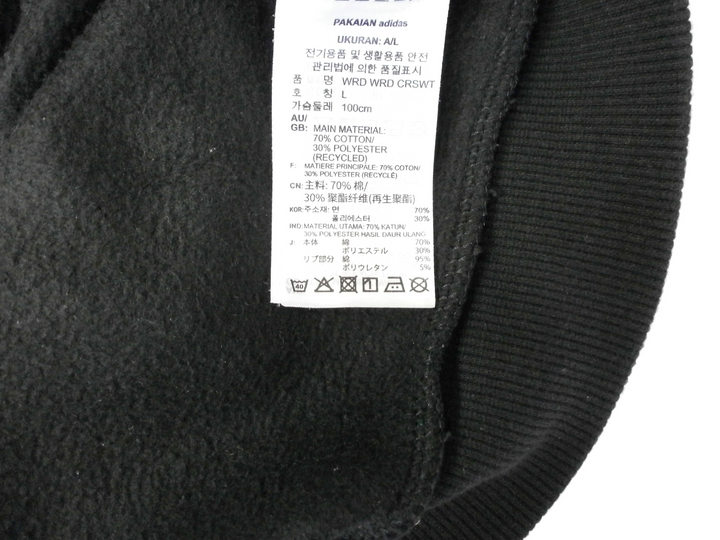 PAKAIAN adidas
UKURAN: A/L
전기용품 및 생활용품 안전
관리법에 의한 품질표시
품 명 WRD WRD CRSWT
호 칭 L
가슴둘레 100cm
AU/
GB: MAIN MATERIAL:
70% COTTON/
30% POLYESTER
(RECYCLED)
F: MATIERE PRINCIPALE: 70% COTON/
30% POLYESTER (RECYCLÉ)
CN: 主料: 70% 棉/
30% 聚酯纤维(再生聚酯)
KOR: 주소재: 면 70%
폴리에스터 30%
IND: MATERIAL UTAMA: 70% KATUN/
30% POLYESTER HASIL DAUR ULANG
J: 本体 綿 70%
ポリエステル 30%
リブ部分 綿 95%
ポリウレタン 5%
40